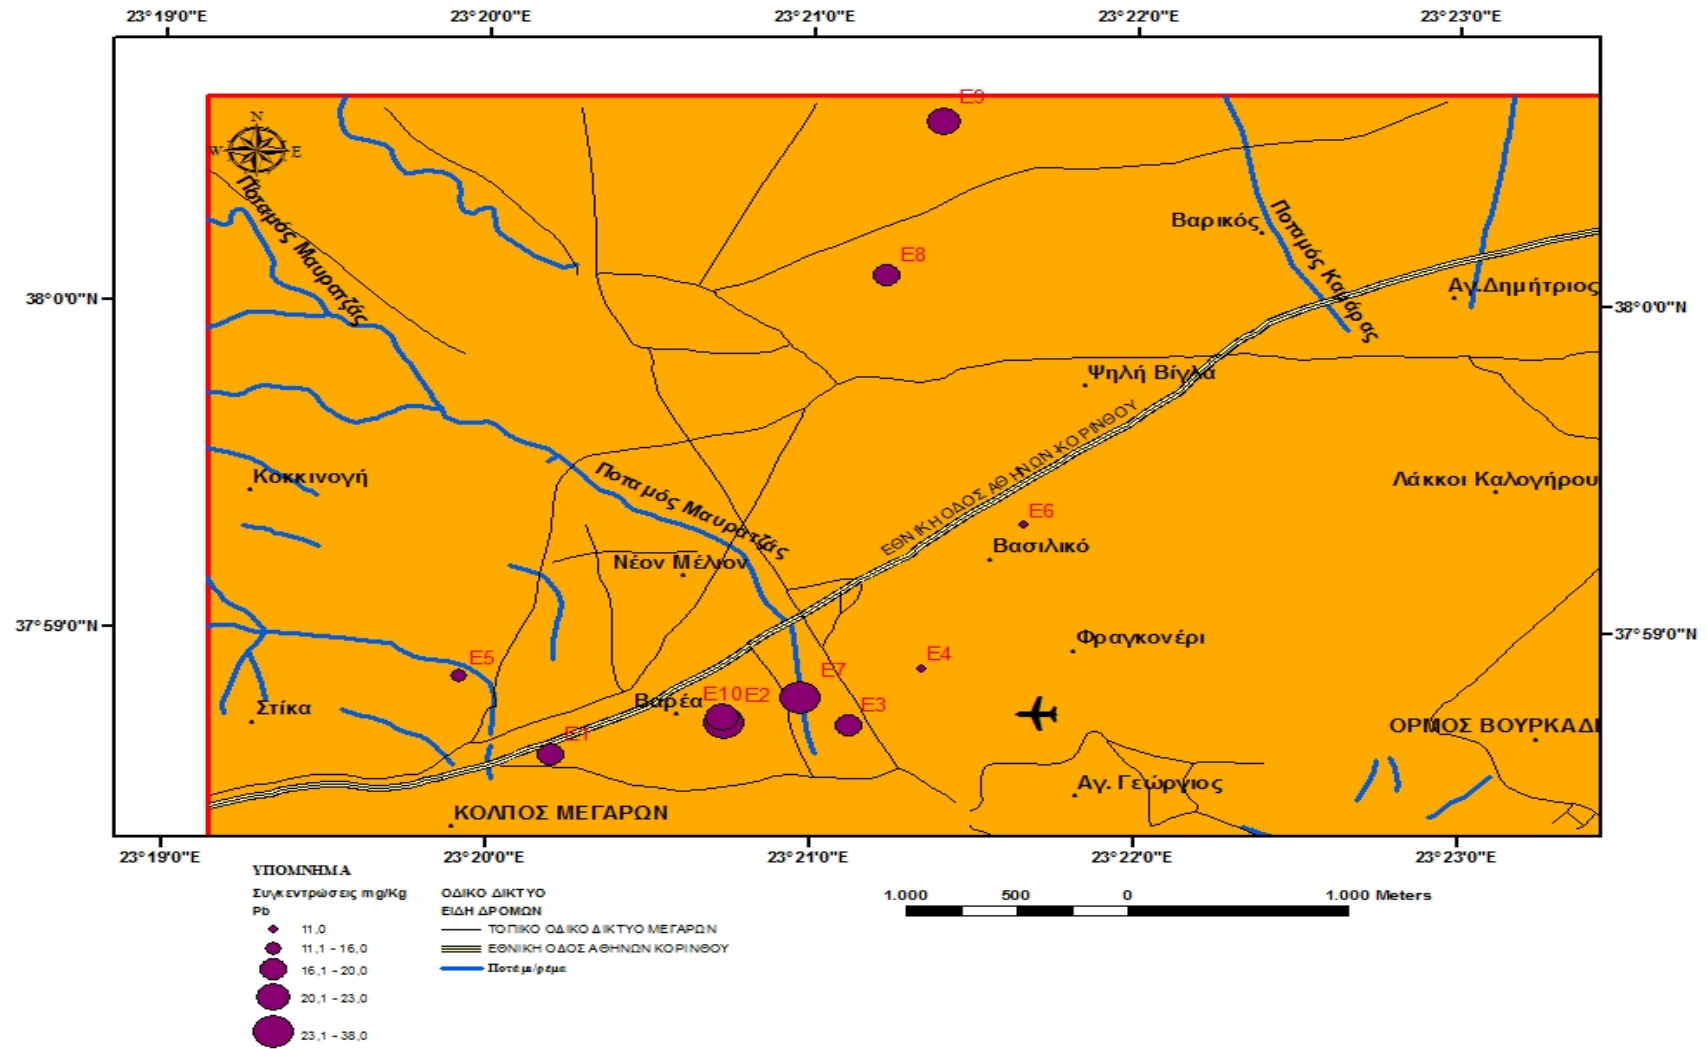 23°19'0"E 23°20'0"E 23°21'0"E 23°22'0"E 23°23'0"E
E9
N
W E
Ποταμός Μαυρατζάς
Βαρικός
Ποταμός Καμάρας
E8
38°0'0"N
Αγ.Δημήτριος
38°0'0"N
Ψηλή Βίγλα
ΕΘΝΙΚΗ ΟΔΟΣ ΑΘΗΝΩΝ-ΚΟΡΙΝΘΟΥ
Κοκκινογή
Ποταμός Μαυρατζάς
Λάκκοι Καλογήρου
E6
Βασιλικό
Νέον Μέλιον
37°59'0"N
37°59'0"N
Φραγκονέρι
E5
E4
E7
Στίκα
Βαρέα
E10 E2
E3
ΟΡΜΟΣ ΒΟΥΡΚΑΔΙ
E1
Αγ. Γεώργιος
ΚΟΛΠΟΣ ΜΕΓΑΡΩΝ
23°19'0"E 23°20'0"E 23°21'0"E 23°22'0"E 23°23'0"E
ΥΠΟΜΝΗΜΑ
Συγκεντρώσεις mg/Kg
Pb
11,0
11,1 - 16,0
16,1 - 20,0
20,1 - 23,0
23,1 - 38,0
ΟΔΙΚΟ ΔΙΚΤΥΟ
ΕΙΔΗ ΔΡΟΜΩΝ
ΤΟΠΙΚΟ ΟΔΙΚΟ ΔΙΚΤΥΟ ΜΕΓΑΡΩΝ
ΕΘΝΙΚΗ ΟΔΟΣ ΑΘΗΝΩΝ ΚΟΡΙΝΘΟΥ
Ποτάμι/ρέμα
1.000 500 0 1.000 Meters